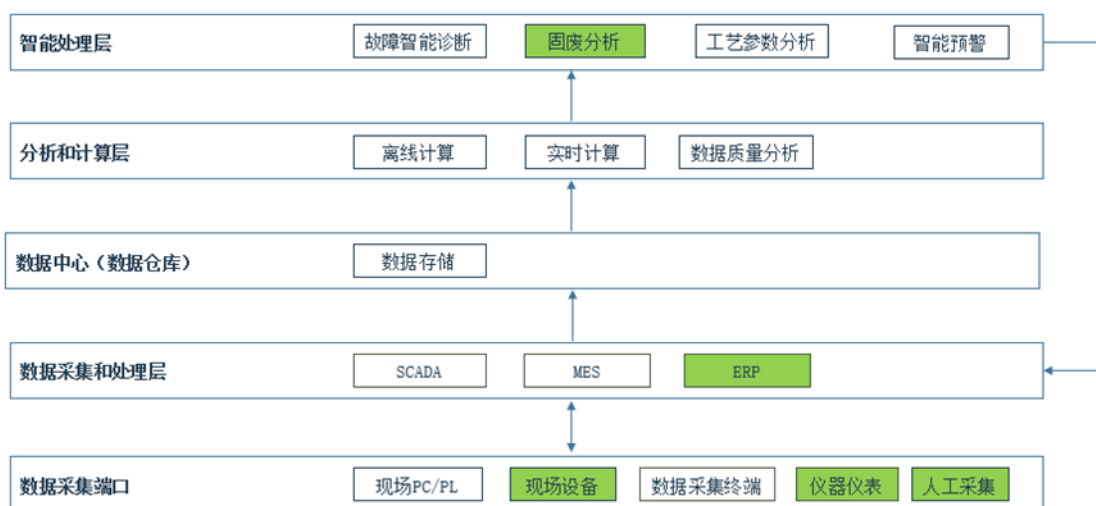 智能处理层 故障智能诊断 固废分析 工艺参数分析 智能预警
分析和计算层 离线计算 实时计算 数据质量分析
数据中心（数据仓库） 数据存储
数据采集和处理层 SCADA MES ERP
数据采集端口 现场PC/PL 现场设备 数据采集终端 仪器仪表 人工采集